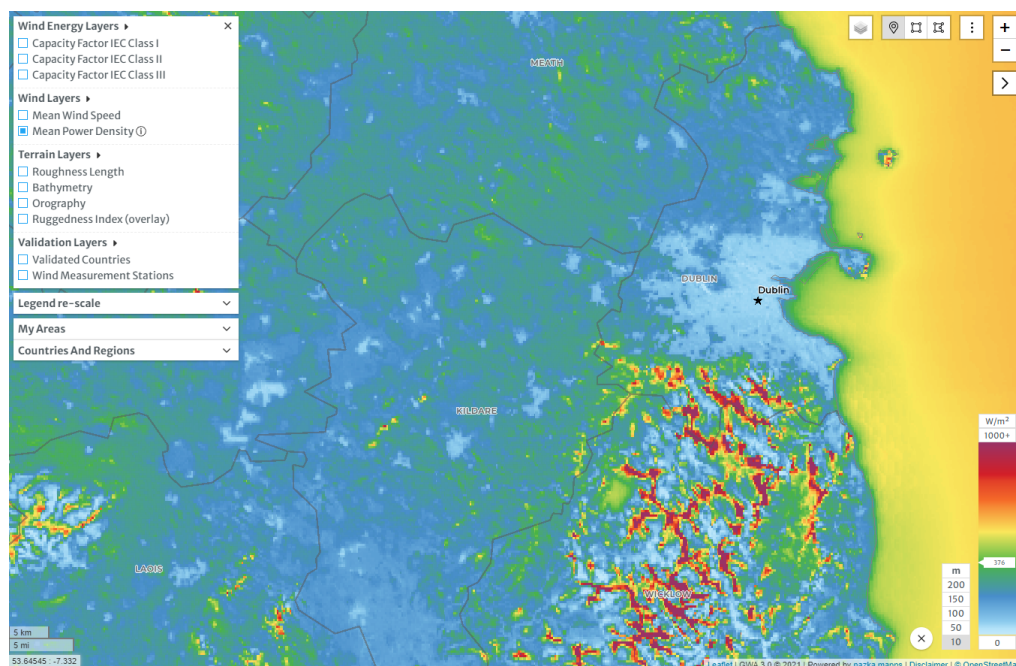 Wind Energy Layers
Capacity Factor IEC Class I
Capacity Factor IEC Class II
Capacity Factor IEC Class III
Wind Layers
Mean Wind Speed
Mean Power Density
Terrain Layers
Roughness Length
Bathymetry
Orography
Ruggedness Index (overlay)
Validation Layers
Validated Countries
Wind Measurement Stations
Legend re-scale
My Areas
Countries And Regions
MEATH
DUBLIN
Dublin
KILDARE
LAOIS
WICKLOW
W/m²
1000+
376
0
m
200
150
100
50
10
5 km
5 mi
53.64545 : -7.332
Leaflet | GWA 3.0 © 2021 | Powered by nazka mapps | Disclaimer | © OpenStreetMa